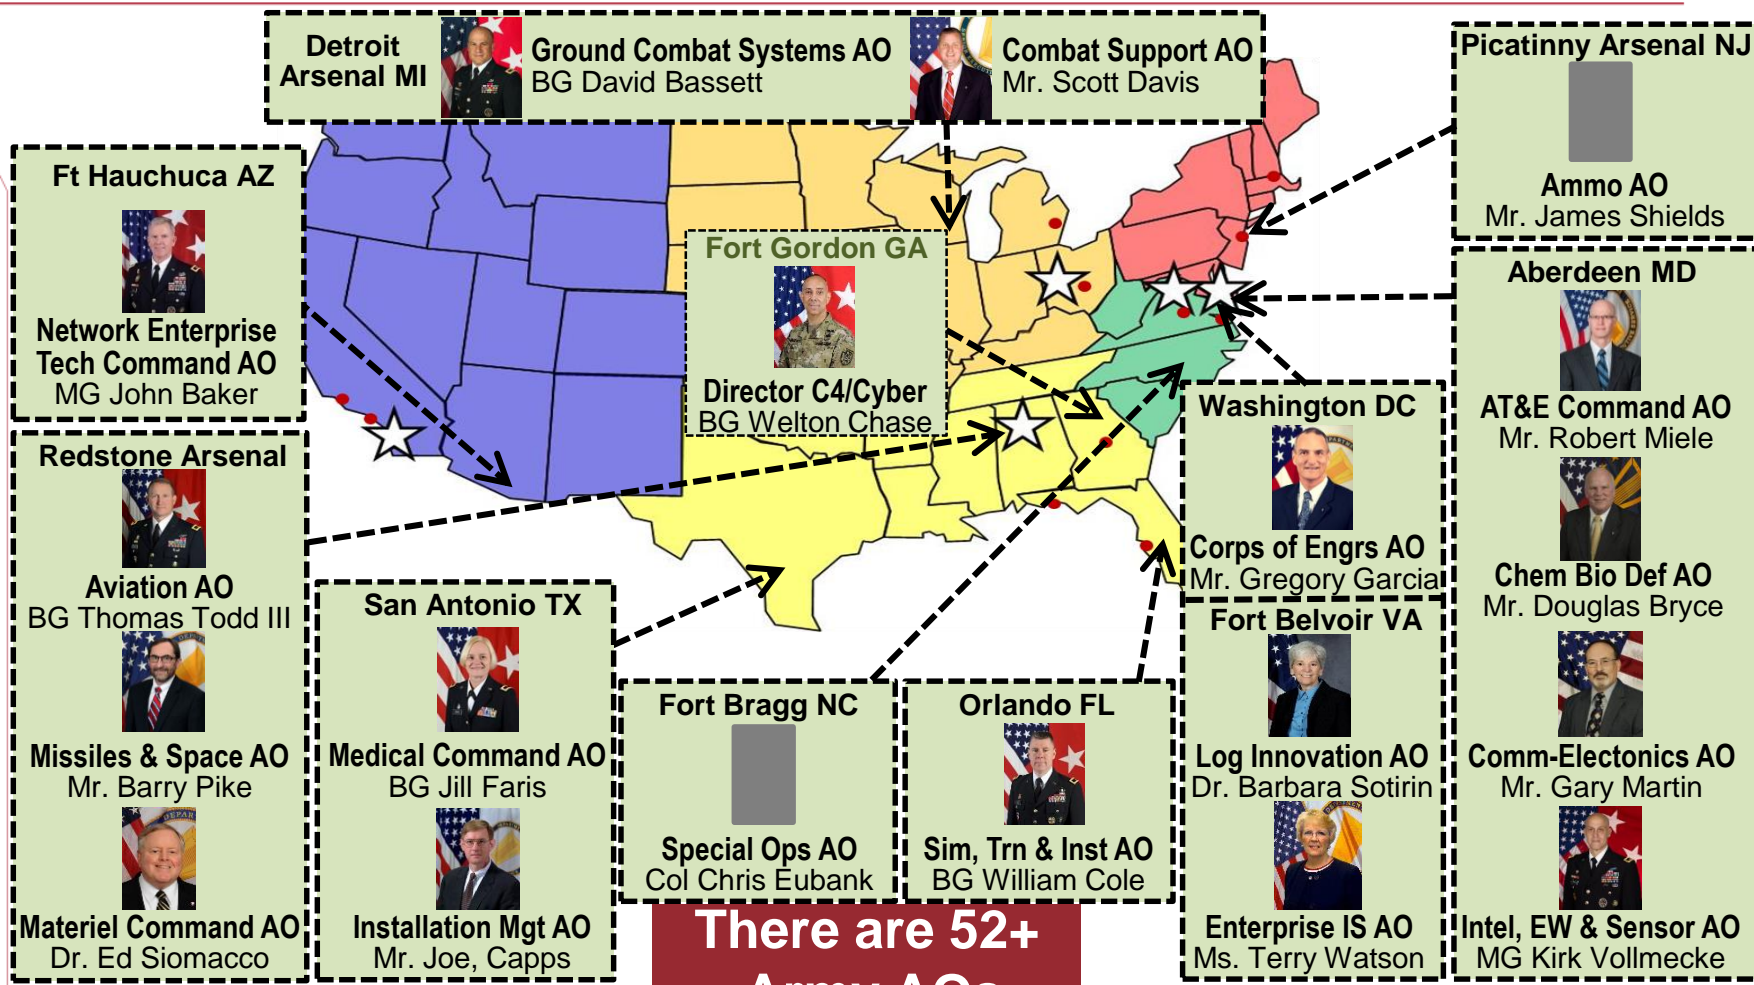 Detroit
Arsenal MI
Ground Combat Systems AO
BG David Bassett
Combat Support AO
Mr. Scott Davis
Picatinny Arsenal NJ
Ammo AO
Mr. James Shields
Ft Hauchuca AZ
Network Enterprise
Tech Command AO
MG John Baker
Fort Gordon GA
Director C4/Cyber
BG Welton Chase
Aberdeen MD
AT&E Command AO
Mr. Robert Miele
Chem Bio Def AO
Mr. Douglas Bryce
Comm-Electonics AO
Mr. Gary Martin
Intel, EW & Sensor AO
MG Kirk Vollmecke
Washington DC
Corps of Engrs AO
Mr. Gregory Garcia
Fort Belvoir VA
Log Innovation AO
Dr. Barbara Sotirin
Enterprise IS AO
Ms. Terry Watson
Redstone Arsenal
Aviation AO
BG Thomas Todd III
Missiles & Space AO
Mr. Barry Pike
Materiel Command AO
Dr. Ed Siomacco
San Antonio TX
Medical Command AO
BG Jill Faris
Installation Mgt AO
Mr. Joe, Capps
Fort Bragg NC
Special Ops AO
Col Chris Eubank
Orlando FL
Sim, Trn & Inst AO
BG William Cole
There are 52+
Army AOs